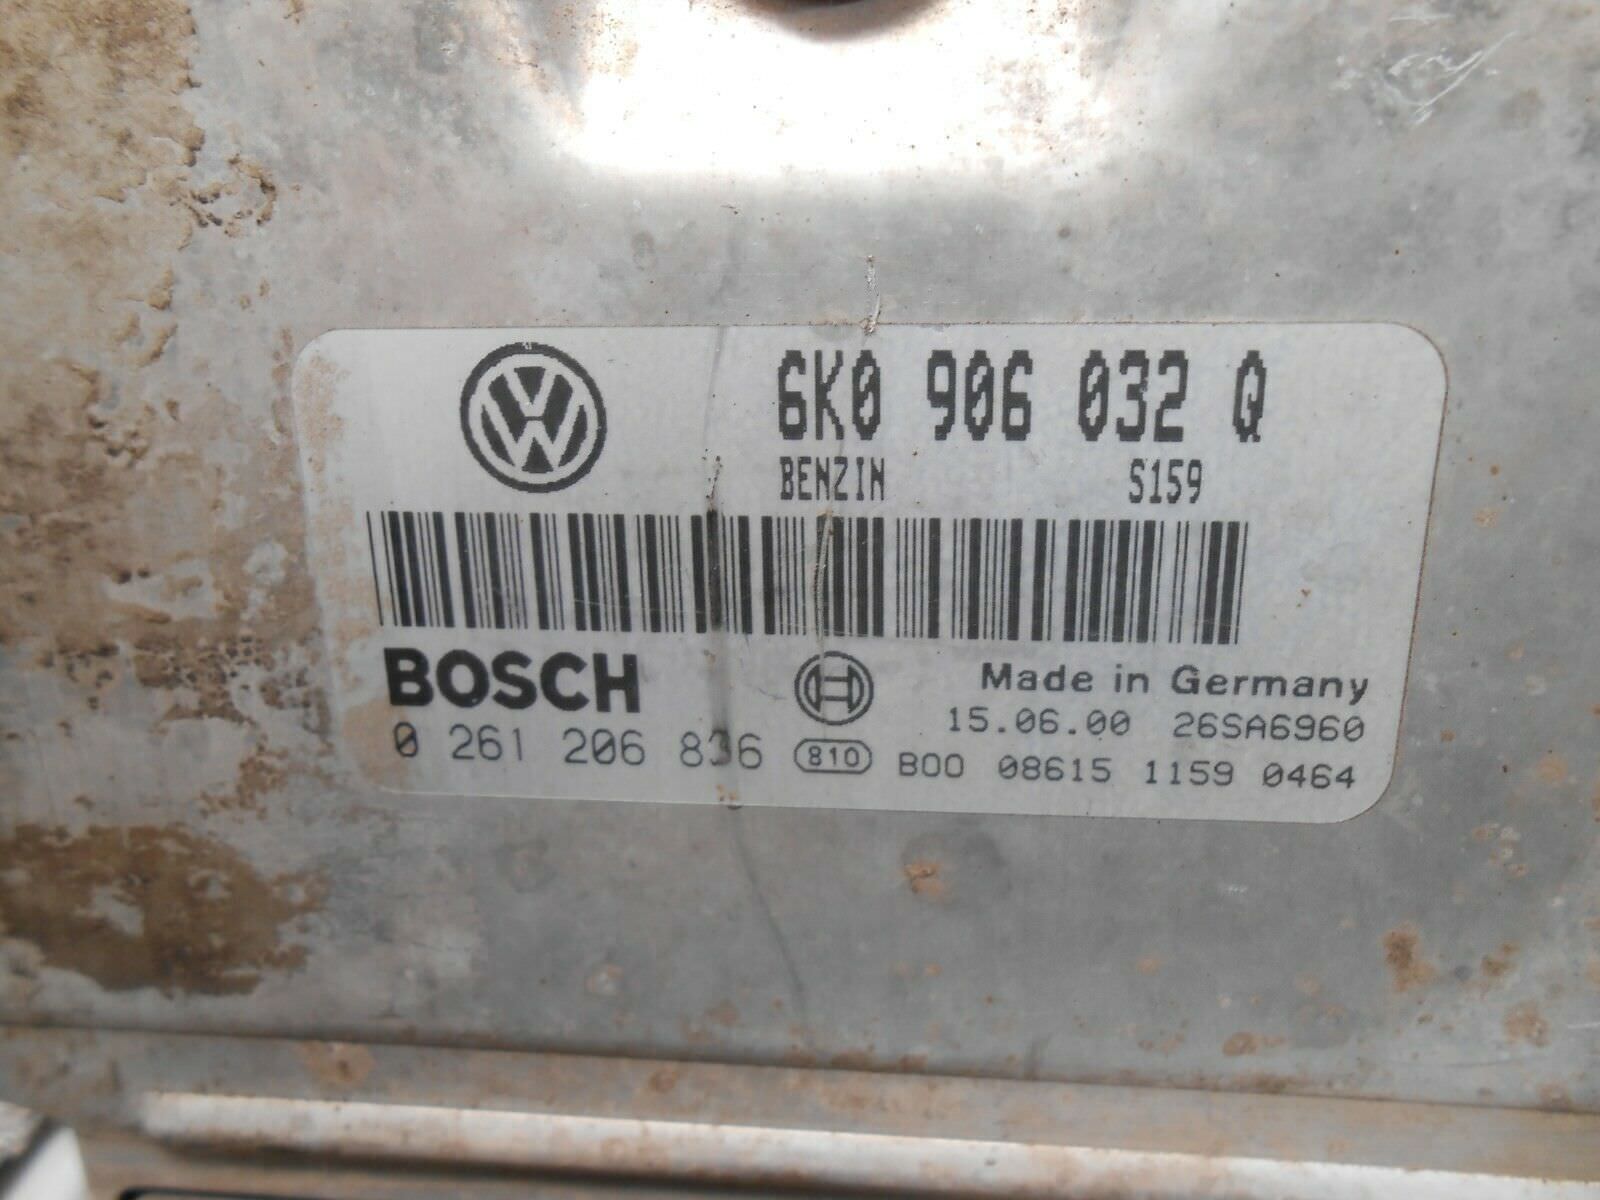 6K0 906 032 Q
BENZIN S159
BOSCH
Made in Germany
0 261 206 836
15.06.00 26SA6960
810 B00 08615 1159 0464